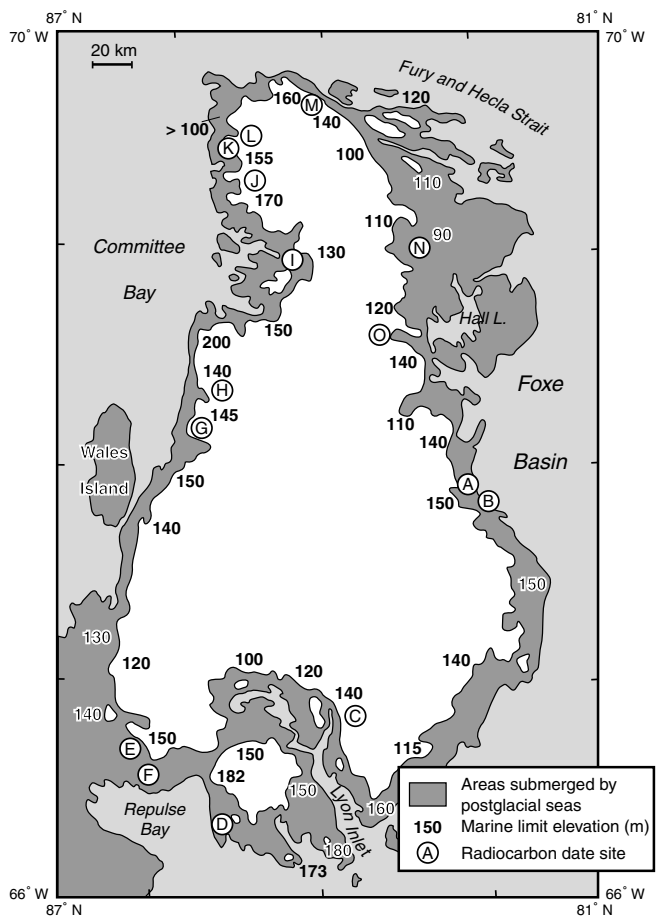 87° N
81° N
70° W
70° W
20 km
Fury and Hecla Strait
120
160
M
140
> 100
L
K
155
100
J
110
170
110
90
N
Committee
Bay
I
130
120
Hall L.
150
200
O
140
140
H
Foxe
145
G
110
140
Wales
Island
Basin
150
A
B
150
140
150
130
120
100
120
140
140
140
C
E
150
150
115
F
182
150
Repulse
Bay
D
Lyon Inlet
160
180
173
Areas submerged by
postglacial seas
150 Marine limit elevation (m)
A Radiocarbon date site
66° W
66° W
87° N
81° N